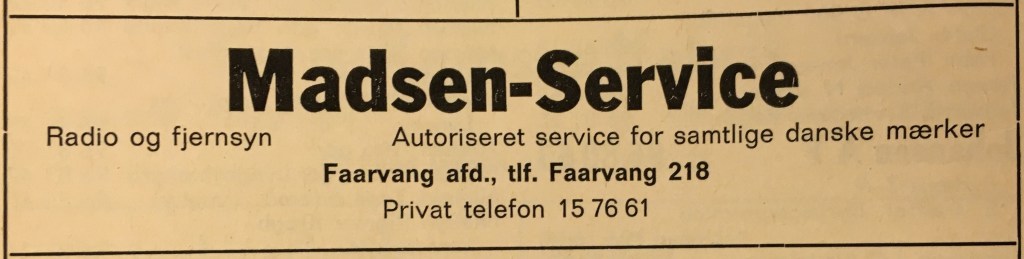 Madsen-Service
Radio og fjernsyn Autoriseret service for samtlige danske mærker
Faarvang afd., tlf. Faarvang 218
Privat telefon 15 76 61